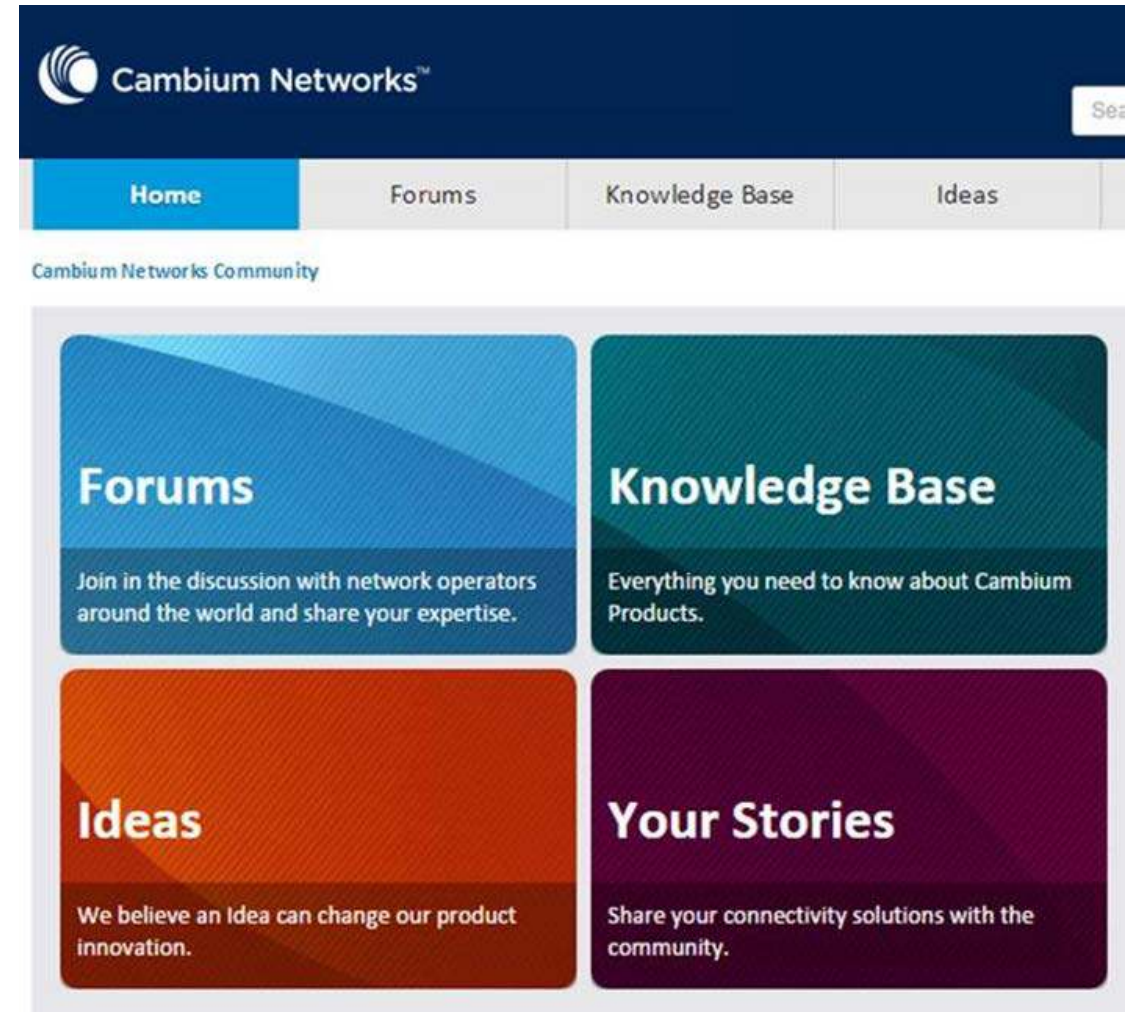 Cambium Networks™
Home
Forums
Knowledge Base
Ideas
Cambium Networks Community
Forums
Join in the discussion with network operators
around the world and share your expertise.
Knowledge Base
Everything you need to know about Cambium
Products.
Ideas
We believe an Idea can change our product
innovation.
Your Stories
Share your connectivity solutions with the
community.